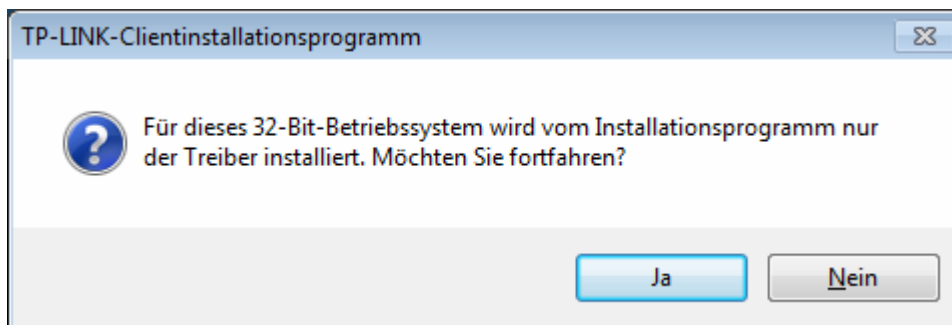 TP-LINK-Clientinstallationsprogramm
Für dieses 32-Bit-Betriebssystem wird vom Installationsprogramm nur
der Treiber installiert. Möchten Sie fortfahren?
Ja
Nein